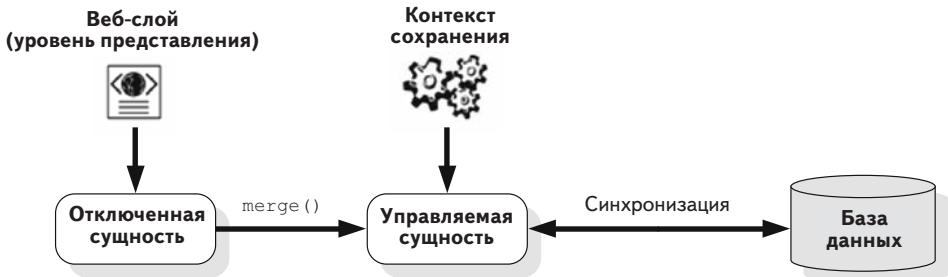 Веб-слой
(уровень представления)
Контекст
сохранения
Отключенная
сущность
merge()
Управляемая
сущность
Синхронизация
База
данных